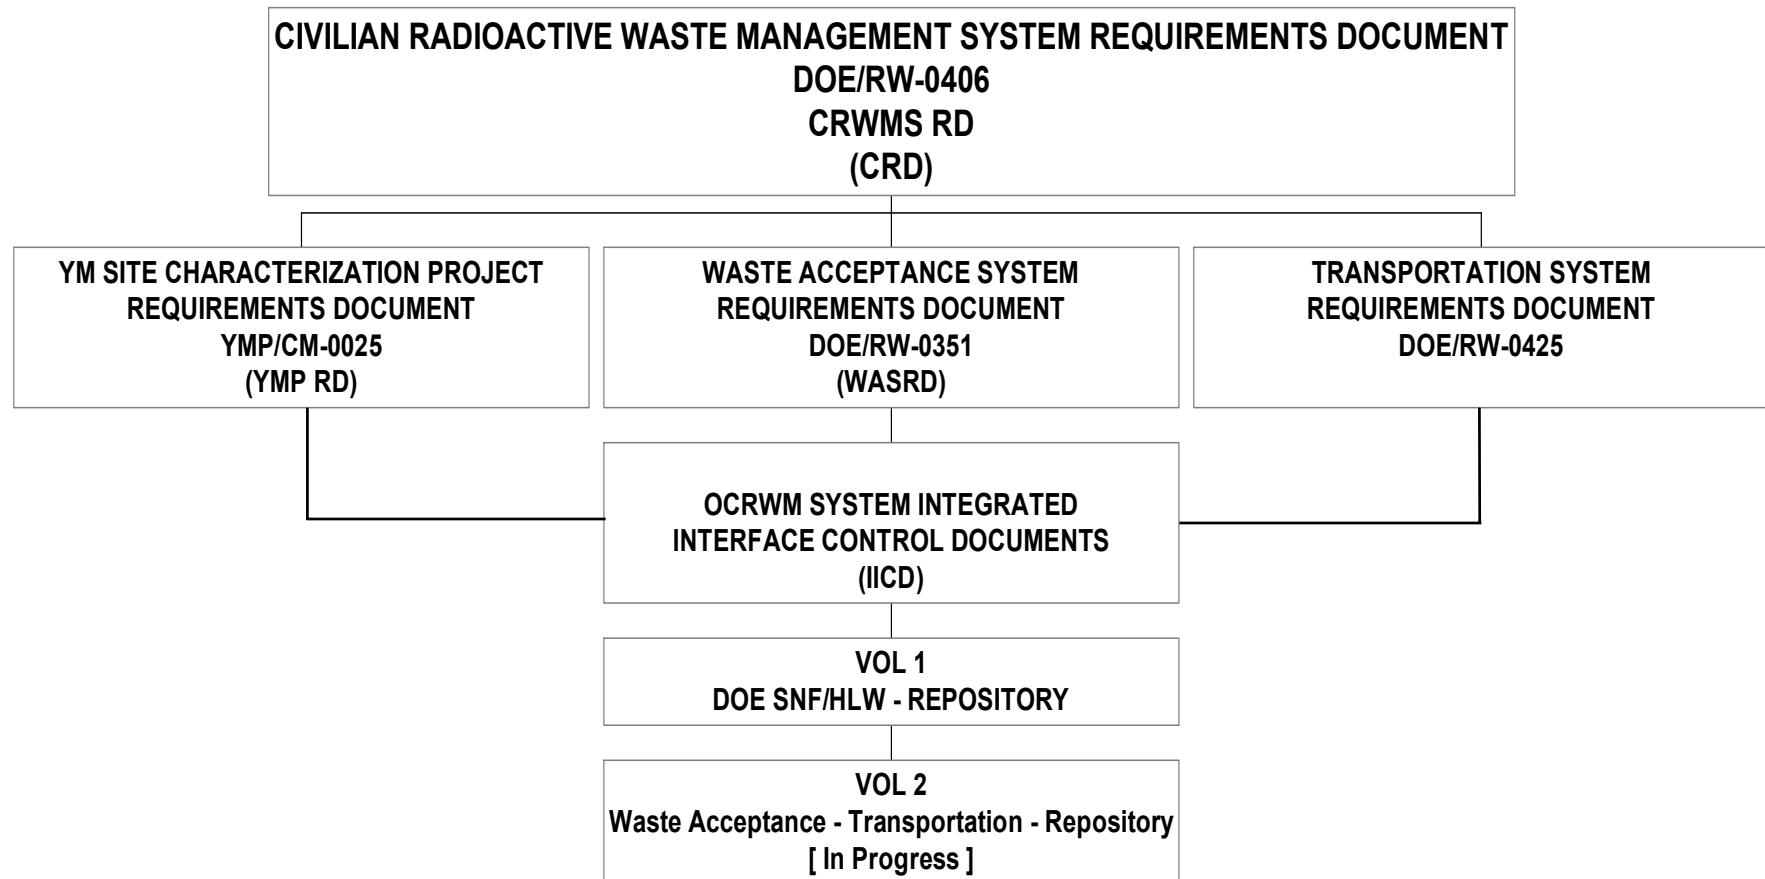 CIVILIAN RADIOACTIVE WASTE MANAGEMENT SYSTEM REQUIREMENTS DOCUMENT
DOE/RW-0406
CRWMS RD
(CRD)
YM SITE CHARACTERIZATION PROJECT
REQUIREMENTS DOCUMENT
YMP/CM-0025
(YMP RD)
WASTE ACCEPTANCE SYSTEM
REQUIREMENTS DOCUMENT
DOE/RW-0351
(WASRD)
TRANSPORTATION SYSTEM
REQUIREMENTS DOCUMENT
DOE/RW-0425
OCRWM SYSTEM INTEGRATED
INTERFACE CONTROL DOCUMENTS
(IICD)
VOL 1
DOE SNF/HLW - REPOSITORY
VOL 2
Waste Acceptance - Transportation - Repository
[ In Progress ]